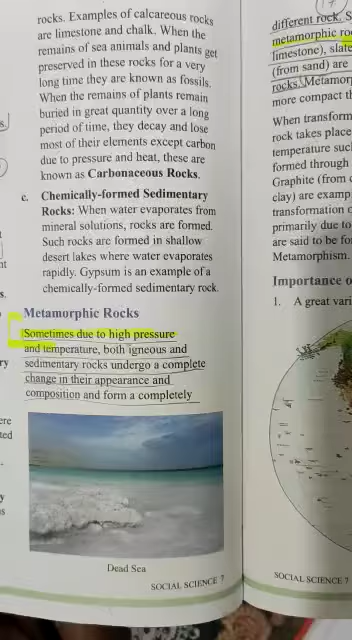 rocks. Examples of calcareous rocks
are limestone and chalk. When the
remains of sea animals and plants get
preserved in these rocks for a very
long time they are known as fossils.
When the remains of plants remain
buried in great quantity over a long
period of time, they decay and lose
most of their elements except carbon
due to pressure and heat, these are
known as Carbonaceous Rocks.
c. Chemically-formed Sedimentary
Rocks: When water evaporates from
mineral solutions, rocks are formed.
Such rocks are formed in shallow
desert lakes where water evaporates
rapidly. Gypsum is an example of a
chemically-formed sedimentary rock.
Metamorphic Rocks
Sometimes due to high pressure
and temperature, both igneous and
sedimentary rocks undergo a complete
change in their appearance and
composition and form a completely
Dead Sea
SOCIAL SCIENCE 7
different rock. S
metamorphic ro
limestone), slate
(from sand) are
rocks. Metamor
more compact th
When transform
rock takes place
temperature suc
formed through
Graphite (from c
clay) are examp
transformation o
primarily due to
are said to be fo
Metamorphism.
Importance o
1. A great vari
SOCIAL SCIENCE 7